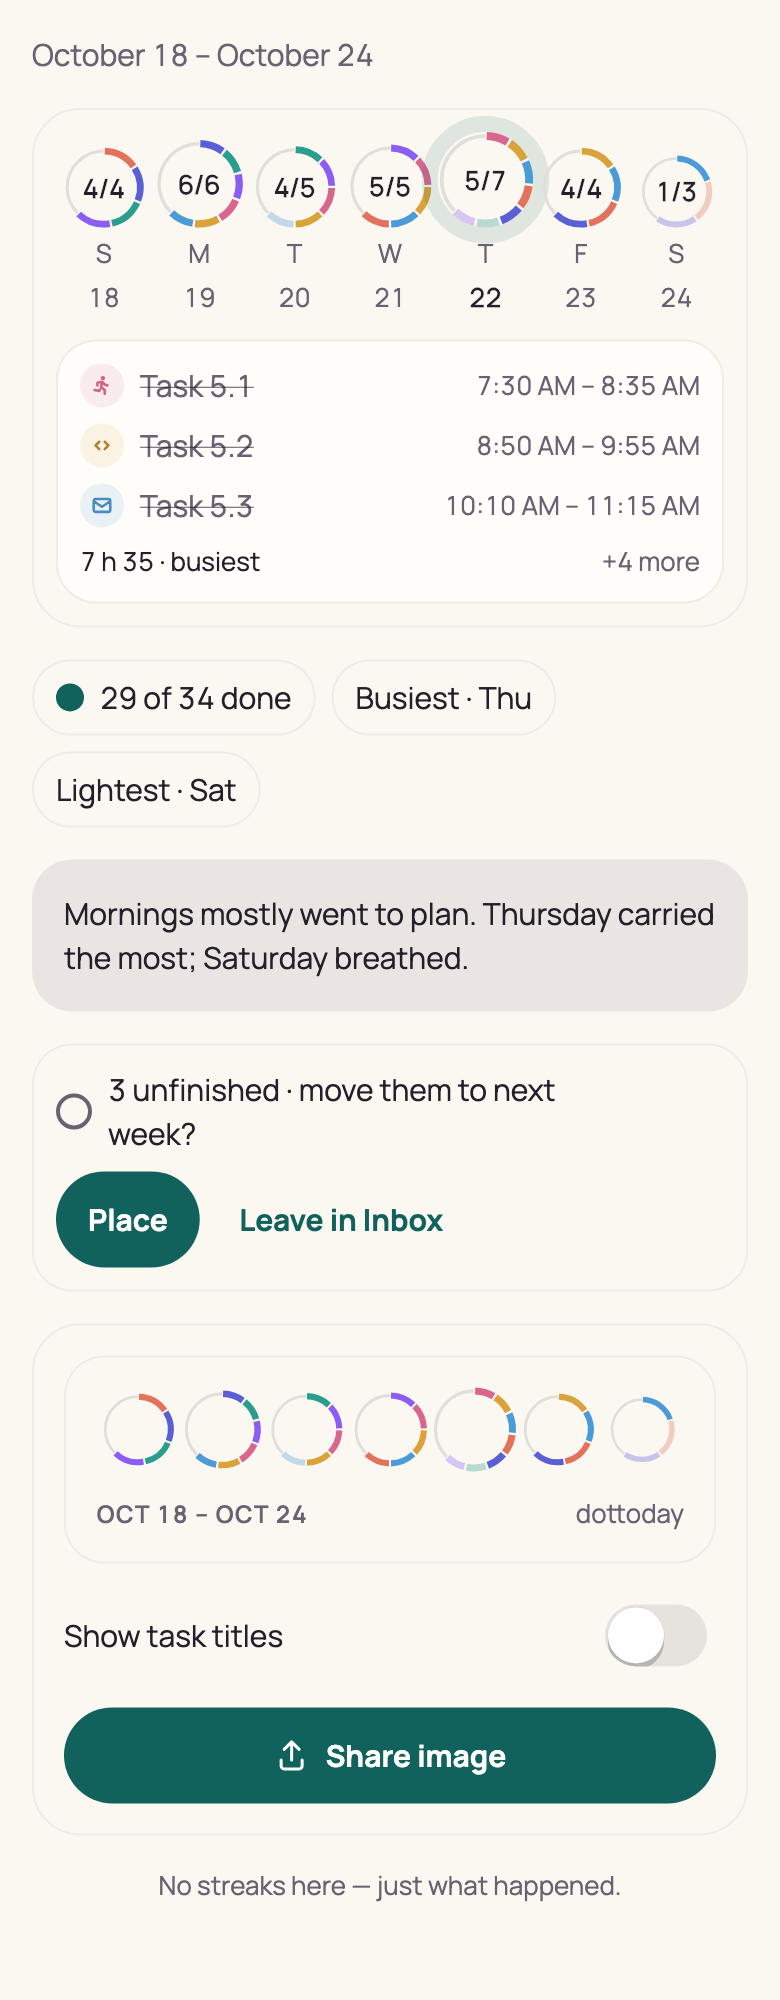 October 18 – October 24
4/4
6/6
4/5
5/5
5/7
4/4
1/3
S
M
T
W
T
F
S
18
19
20
21
22
23
24
Task 5.1
7:30 AM – 8:35 AM
Task 5.2
8:50 AM – 9:55 AM
Task 5.3
10:10 AM – 11:15 AM
7 h 35 · busiest
+4 more
29 of 34 done
Busiest · Thu
Lightest · Sat
Mornings mostly went to plan. Thursday carried
the most; Saturday breathed.
3 unfinished · move them to next
week?
Place
Leave in Inbox
OCT 18 – OCT 24
dottoday
Show task titles
Share image
No streaks here — just what happened.